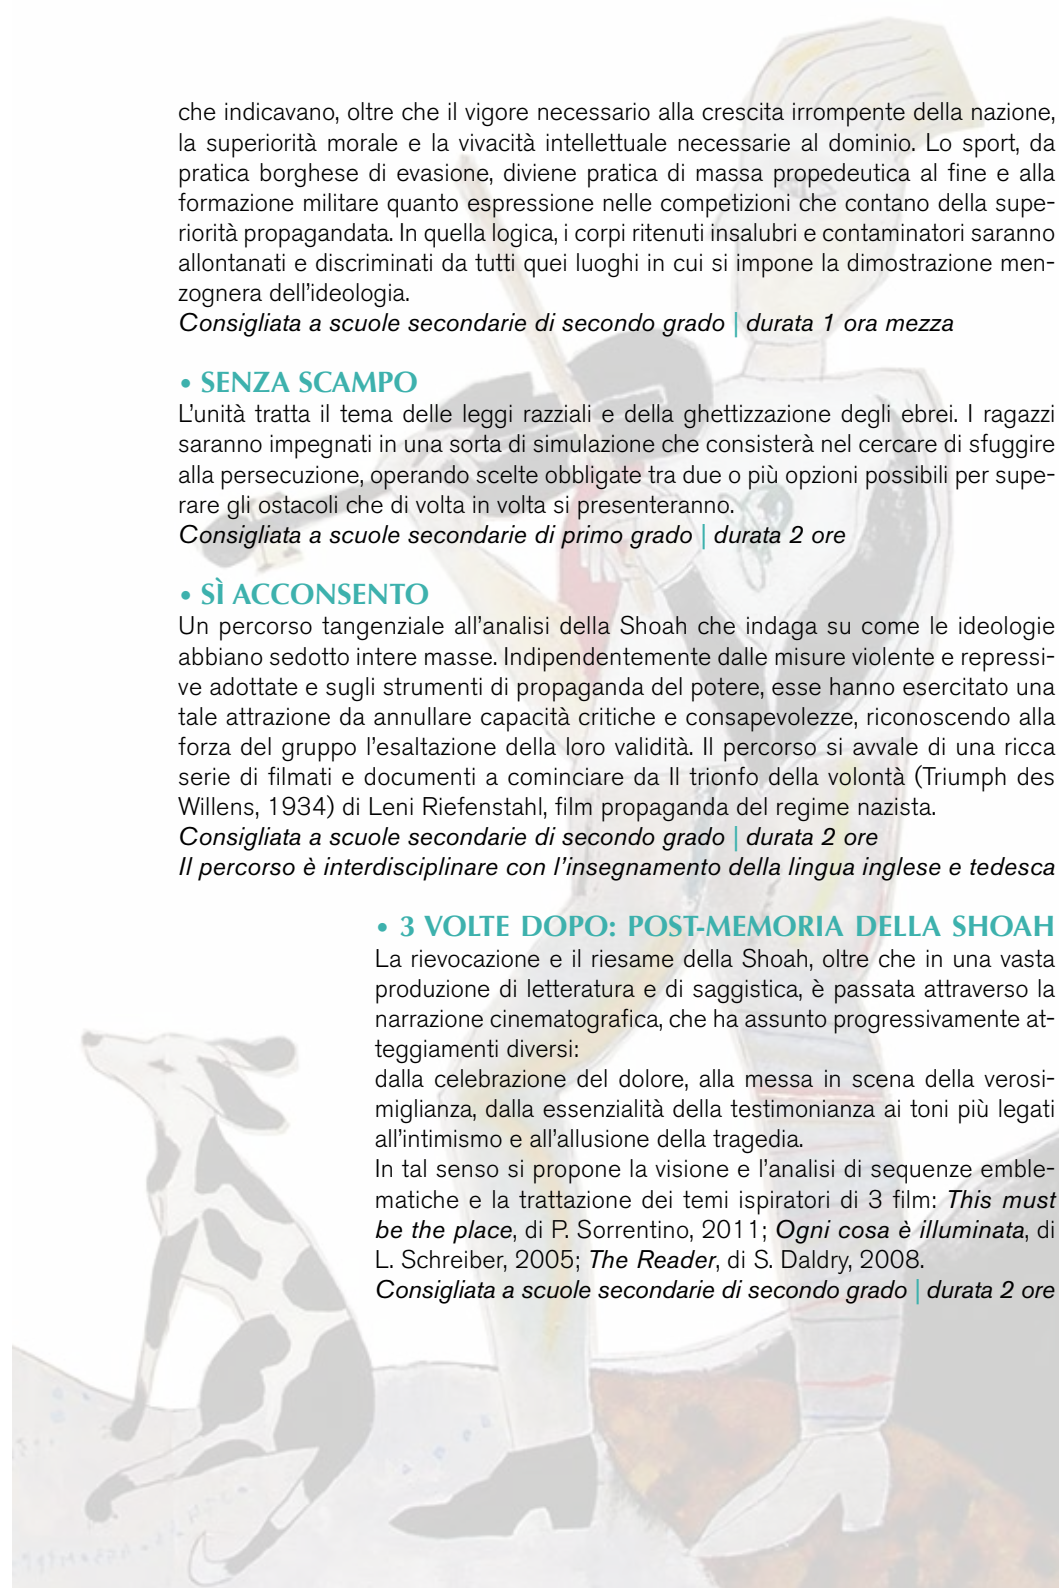 che indicavano, oltre che il vigore necessario alla crescita irrompente della nazione,
la superiorità morale e la vivacità intellettuale necessarie al dominio. Lo sport, da
pratica borghese di evasione, diviene pratica di massa propedeutica al fine e alla
formazione militare quanto espressione nelle competizioni che contano della supe-
riorità propagandata. In quella logica, i corpi ritenuti insalubri e contaminatori saranno
allontanati e discriminati da tutti quei luoghi in cui si impone la dimostrazione men-
zognera dell'ideologia.
Consigliata a scuole secondarie di secondo grado | durata 1 ora mezza
• SENZA SCAMPO
L'unità tratta il tema delle leggi razziali e della ghettizzazione degli ebrei. I ragazzi
saranno impegnati in una sorta di simulazione che consisterà nel cercare di sfuggire
alla persecuzione, operando scelte obbligate tra due o più opzioni possibili per supe-
rare gli ostacoli che di volta in volta si presenteranno.
Consigliata a scuole secondarie di primo grado | durata 2 ore
• SÌ ACCONSENTO
Un percorso tangenziale all'analisi della Shoah che indaga su come le ideologie
abbiano sedotto intere masse. Indipendentemente dalle misure violente e repressi-
ve adottate e sugli strumenti di propaganda del potere, esse hanno esercitato una
tale attrazione da annullare capacità critiche e consapevolezze, riconoscendo alla
forza del gruppo l'esaltazione della loro validità. Il percorso si avvale di una ricca
serie di filmati e documenti a cominciare da Il trionfo della volontà (Triumph des
Willens, 1934) di Leni Riefenstahl, film propaganda del regime nazista.
Consigliata a scuole secondarie di secondo grado | durata 2 ore
Il percorso è interdisciplinare con l'insegnamento della lingua inglese e tedesca
• 3 VOLTE DOPO: POST-MEMORIA DELLA SHOAH
La rievocazione e il riesame della Shoah, oltre che in una vasta
produzione di letteratura e di saggistica, è passata attraverso la
narrazione cinematografica, che ha assunto progressivamente at-
teggiamenti diversi:
dalla celebrazione del dolore, alla messa in scena della verosi-
miglianza, dalla essenzialità della testimonianza ai toni più legati
all'intimismo e all'allusione della tragedia.
In tal senso si propone la visione e l'analisi di sequenze emble-
matiche e la trattazione dei temi ispiratori di 3 film: This must
be the place, di P. Sorrentino, 2011; Ogni cosa è illuminata, di
L. Schreiber, 2005; The Reader, di S. Daldry, 2008.
Consigliata a scuole secondarie di secondo grado | durata 2 ore